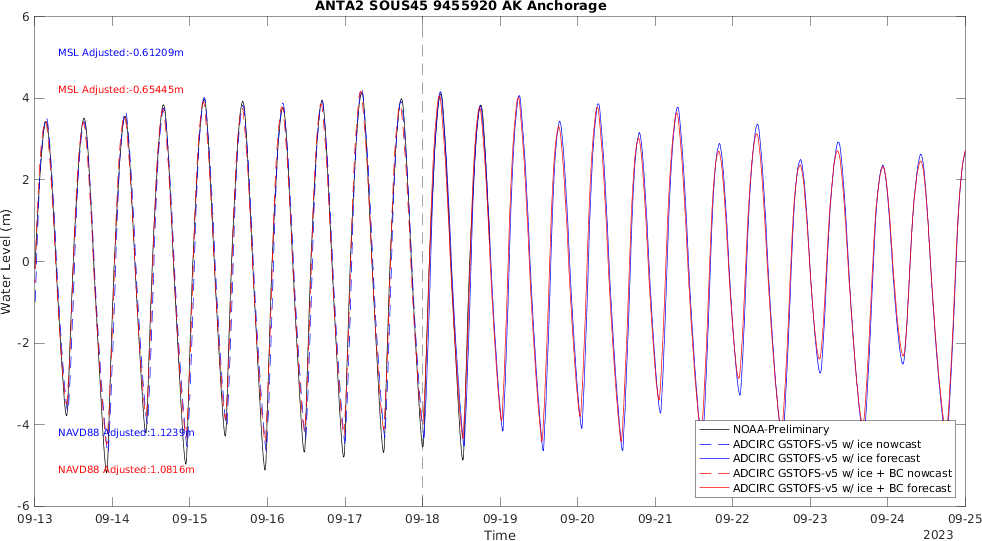 ANTA2 SOUS45 9455920 AK Anchorage
6
4
2
0
-2
-4
-6
Water Level (m)
MSL Adjusted:-0.61209m
MSL Adjusted:-0.65445m
NAVD88 Adjusted:1.1239m
NAVD88 Adjusted:1.0816m
NOAA-Preliminary
ADCIRC GSTOFS-v5 w/ ice nowcast
ADCIRC GSTOFS-v5 w/ ice forecast
ADCIRC GSTOFS-v5 w/ ice + BC nowcast
ADCIRC GSTOFS-v5 w/ ice + BC forecast
09-13 09-14 09-15 09-16 09-17 09-18 09-19 09-20 09-21 09-22 09-23 09-24 09-25
Time
2023